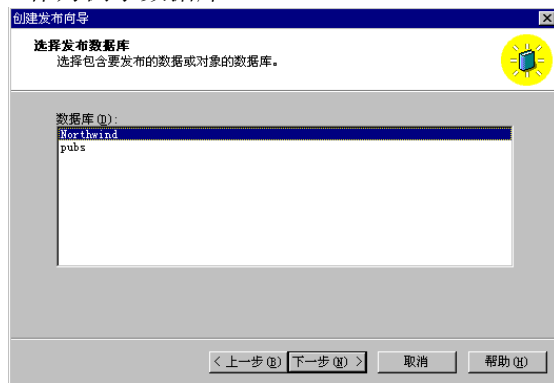 创建发布向导
选择发布数据库
选择包含要发布的数据或对象的数据库。
数据库(D):
Northwind
pubs
< 上一步(B) 下一步(N) > 取消 帮助(H)